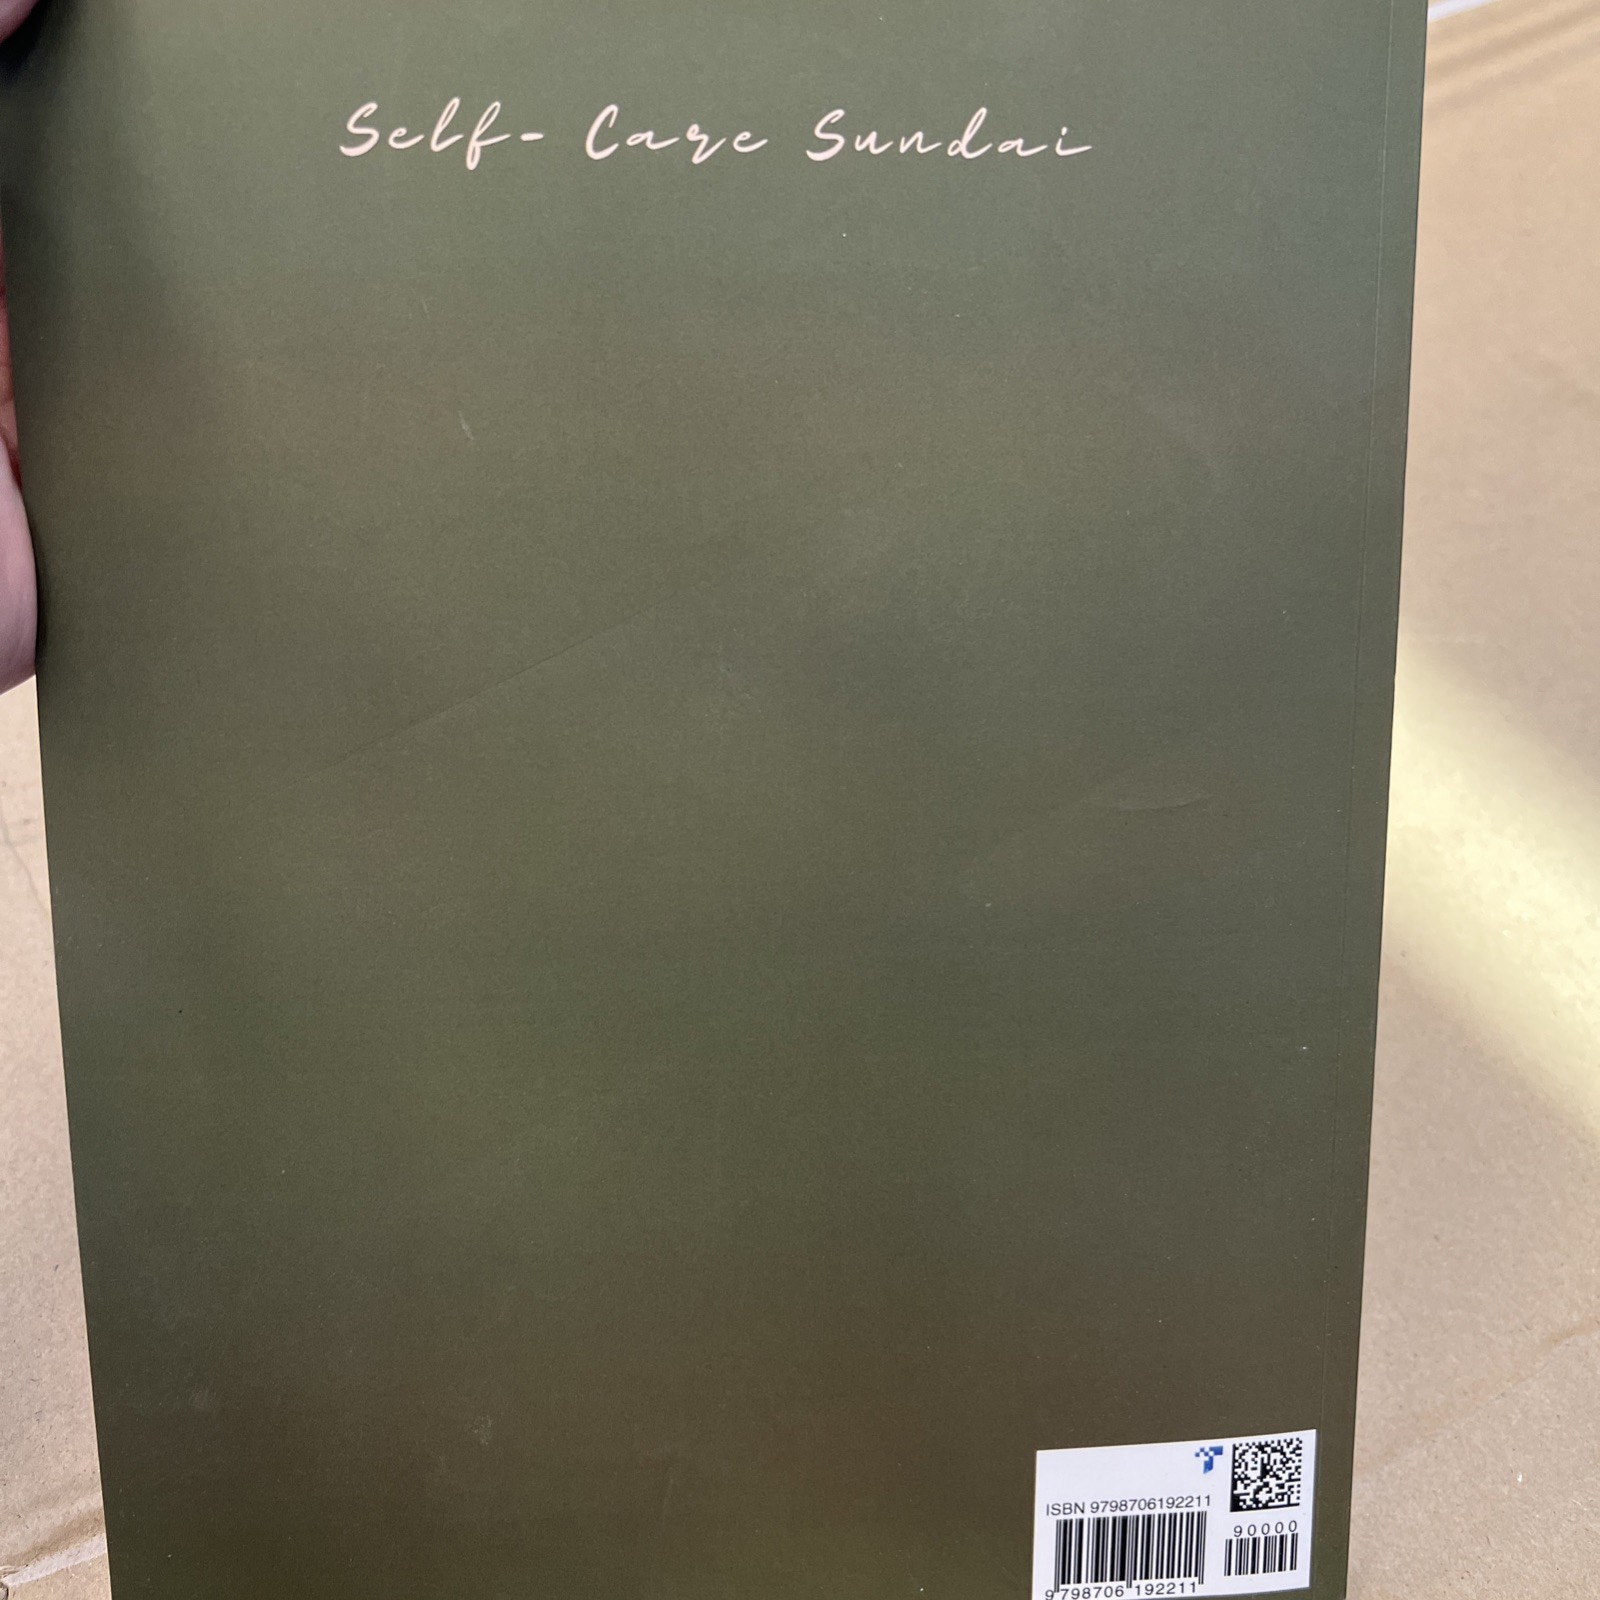 Self- Care Sundai
ISBN 9798706192211
90000
9 798706 192211